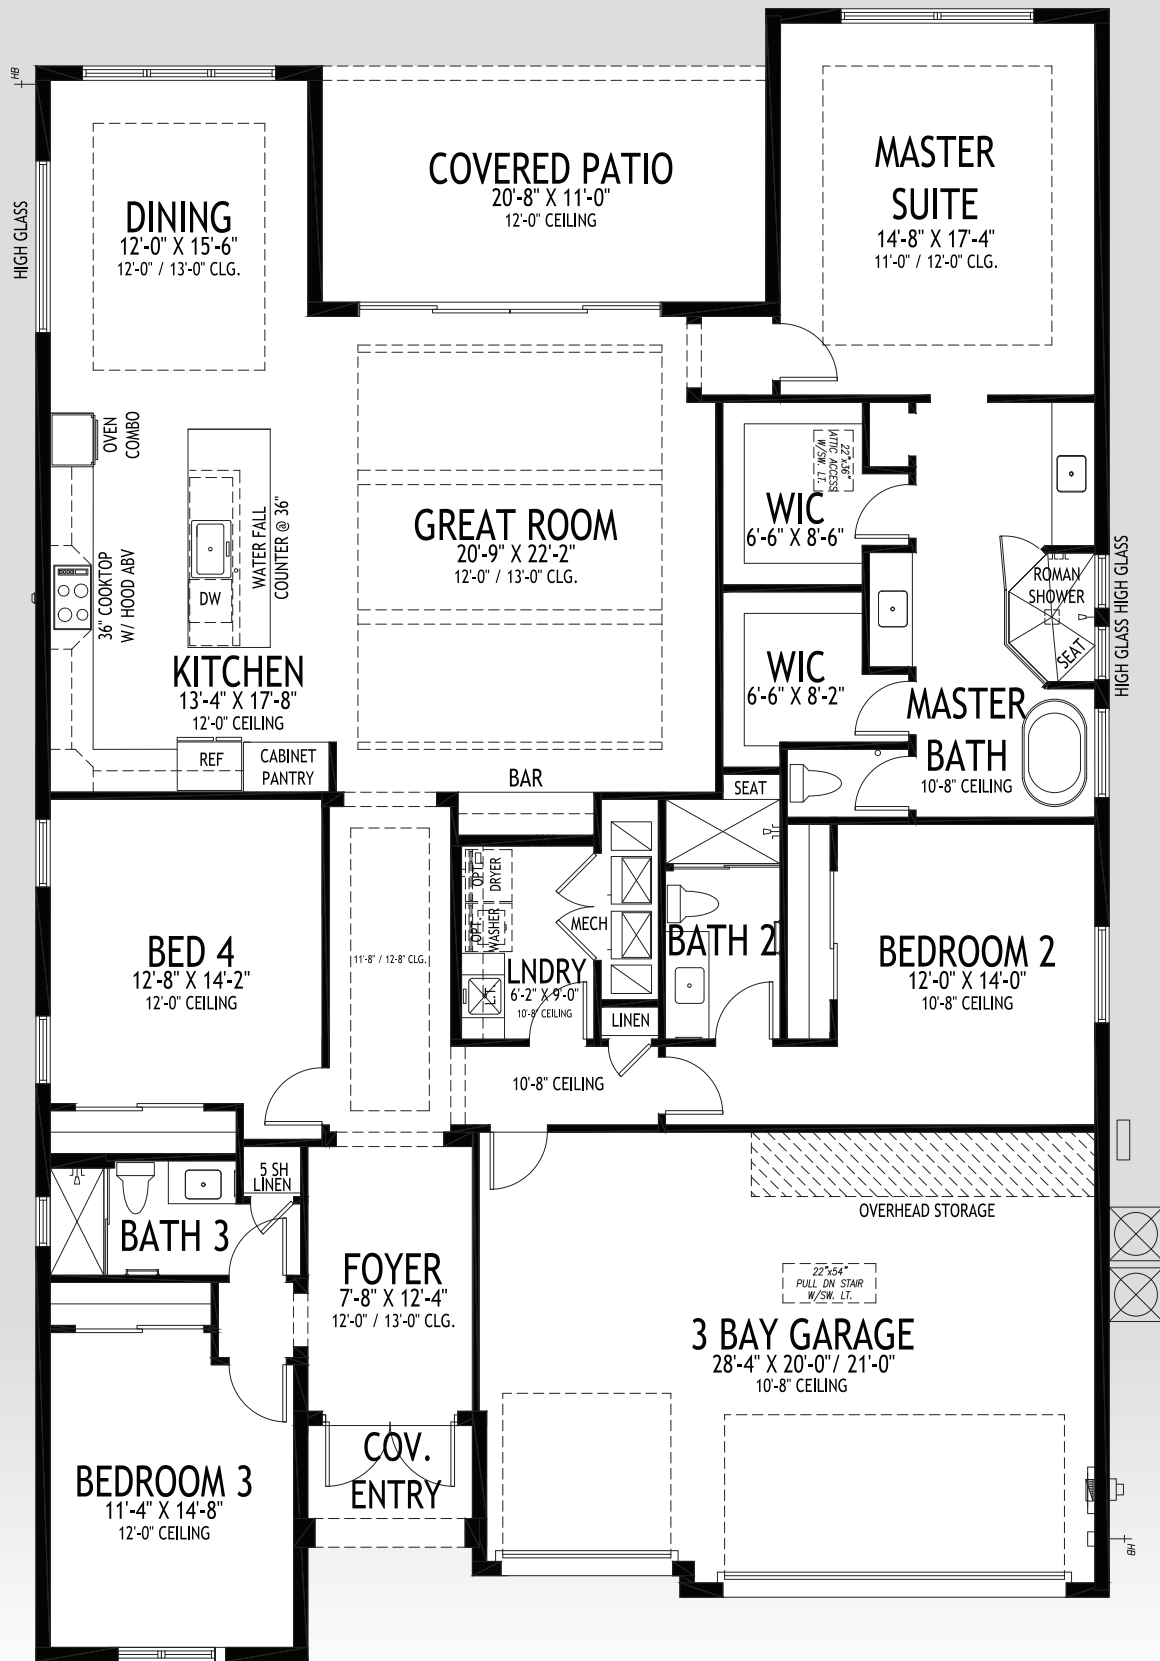 HB
HIGH GLASS
DINING
12'-0" X 15'-6"
12'-0" / 13'-0" CLG.
COVERED PATIO
20'-8" X 11'-0"
12'-0" CEILING
MASTER
SUITE
14'-8" X 17'-4"
11'-0" / 12'-0" CLG.
OVEN
COMBO
36" COOKTOP
W/ HOOD ABV
DW
WATER FALL
COUNTER @ 36"
KITCHEN
13'-4" X 17'-8"
12'-0" CEILING
REF
CABINET
PANTRY
GREAT ROOM
20'-9" X 22'-2"
12'-0" / 13'-0" CLG.
BAR
22"x36"
ATTIC ACCESS
W/SW. LT.
WIC
6'-6" X 8'-6"
WIC
6'-6" X 8'-2"
ROMAN
SHOWER
SEAT
HIGH GLASS HIGH GLASS
MASTER
BATH
10'-8" CEILING
SEAT
BED 4
12'-8" X 14'-2"
12'-0" CEILING
11'-8" / 12-8" CLG.
OPT.
DRYER
OPT.
WASHER
MECH
LNDRY
6'-2" X 9'-0"
10'-8" CEILING
L.T.
LINEN
BATH 2
BEDROOM 2
12'-0" X 14'-0"
10'-8" CEILING
10'-8" CEILING
5 SH
LINEN
BATH 3
FOYER
7'-8" X 12'-4"
12'-0" / 13'-0" CLG.
OVERHEAD STORAGE
22"x54"
PULL DN STAIR
W/SW. LT.
3 BAY GARAGE
28'-4" X 20'-0"/ 21'-0"
10'-8" CEILING
COV.
ENTRY
BEDROOM 3
11'-4" X 14'-8"
12'-0" CEILING
HB